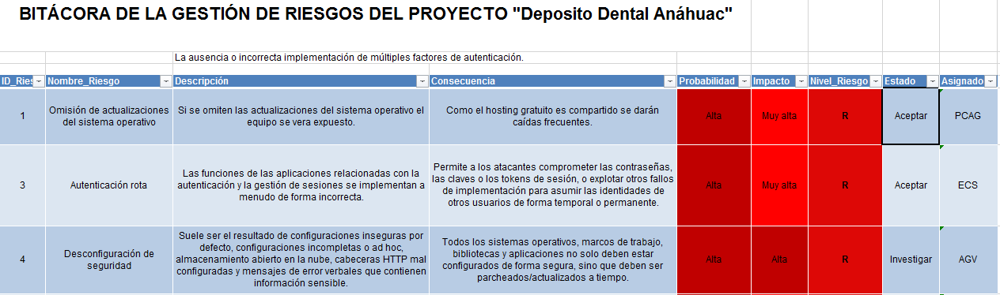 BITÁCORA DE LA GESTIÓN DE RIESGOS DEL PROYECTO "Deposito Dental Anáhuac"
La ausencia o incorrecta implementación de múltiples factores de autenticación.
ID_Ries Nombre_Riesgo Descripción Consecuencia Probabilidad Impacto Nivel_Riesgo Estado Asignado
1
Omisión de actualizaciones
del sistema operativo
Si se omiten las actualizaciones del sistema operativo el
equipo se vera expuesto.
Como el hosting gratuito es compartido se darán
caídas frecuentes.
Alta
Muy alta
R
Aceptar
PCAG
3
Autenticación rota
Las funciones de las aplicaciones relacionadas con la
autenticación y la gestión de sesiones se implementan a
menudo de forma incorrecta.
Permite a los atacantes comprometer las contraseñas,
las claves o los tokens de sesión, o explotar otros fallos
de implementación para asumir las identidades de
otros usuarios de forma temporal o permanente.
Alta
Muy alta
R
Aceptar
ECS
4
Desconfiguración de
seguridad
Suele ser el resultado de configuraciones inseguras por
defecto, configuraciones incompletas o ad hoc,
almacenamiento abierto en la nube, cabeceras HTTP mal
configuradas y mensajes de error verbales que contienen
información sensible.
Todos los sistemas operativos, marcos de trabajo,
bibliotecas y aplicaciones no solo deben estar
configurados de forma segura, sino que deben ser
parcheados/actualizados a tiempo.
Alta
Alta
R
Investigar
AGV